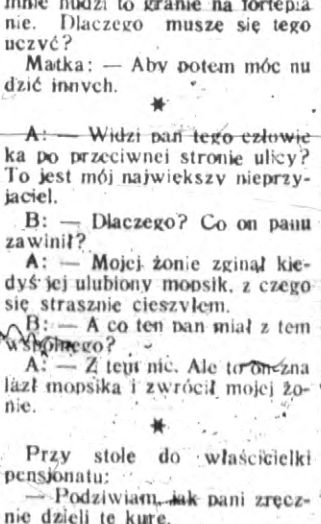 mnie nudzi to granie na fortepia
nie. Dlaczego musze się tego
uczyć?
Matka: — Aby potem móc nu
dzić innych.
*
A: — Widzi pan tego człowie
ka po przeciwnei stronie ulicy?
To jest mój największy nieprzy-
jaciel.
B: — Dlaczego? Co on panu
zawinił?
A: — Mojej żonie zginął kie-
dyś jej ulubiony mopsik, z czego
się strasznie cieszyłem.
B: — A co ten pan miał z tem
wspólnego?
A: — Z tem nic. Ale to on zna
lazł mopsika i zwrócił mojej żo-
nie.
*
Przy stole do właścicielki
pensjonatu:
— Podziwiam, jak pani zręcz-
nie dzieli te kurę.